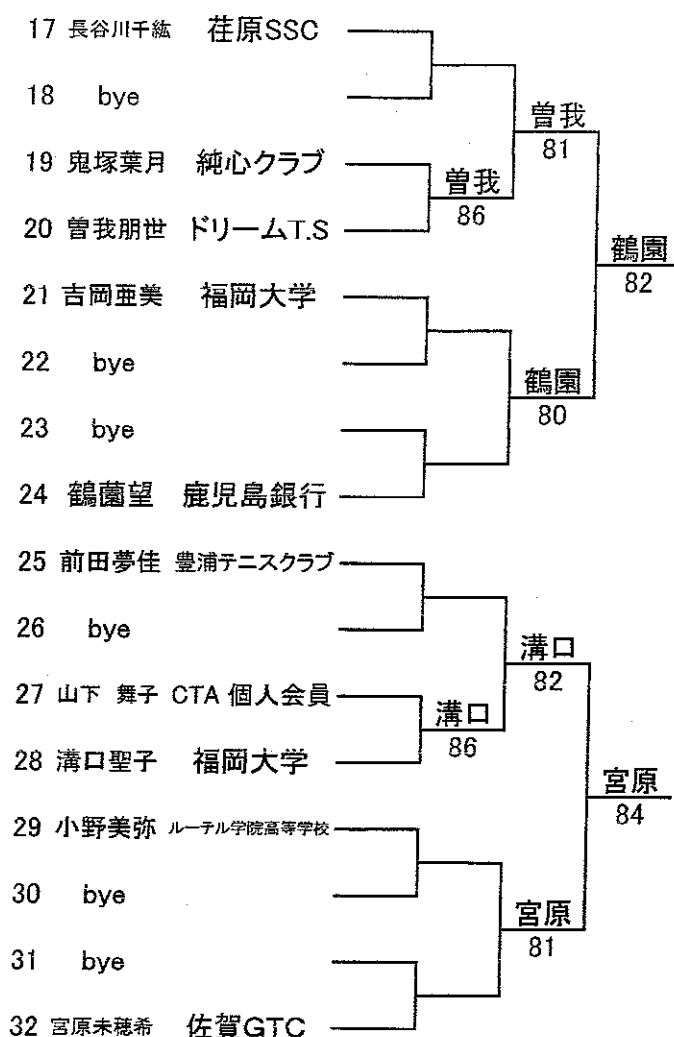 17 長谷川千紘 荏原SSC
18 bye
曽我
81
19 鬼塚葉月 純心クラブ
曽我
86
20 曽我朋世 ドリームT.S
鶴園
82
21 吉岡亜美 福岡大学
22 bye
鶴園
80
23 bye
24 鶴薗望 鹿児島銀行
25 前田夢佳 豊浦テニスクラブ
26 bye
溝口
82
27 山下 舞子 CTA 個人会員
溝口
86
28 溝口聖子 福岡大学
宮原
84
29 小野美弥 ルーテル学院高等学校
30 bye
宮原
81
31 bye
32 宮原未穂希 佐賀GTC